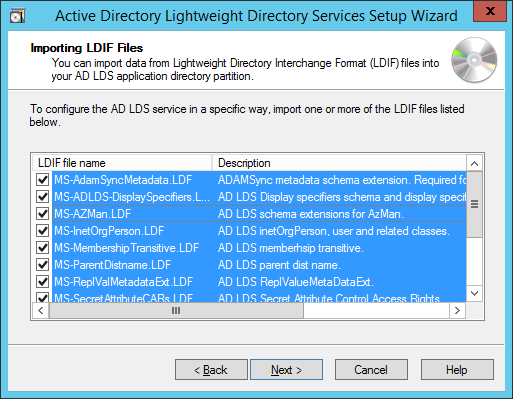 Active Directory Lightweight Directory Services Setup Wizard
Importing LDIF Files
You can import data from Lightweight Directory Interchange Format (LDIF) files into
your AD LDS application directory partition.
To configure the AD LDS service in a specific way, import one or more of the LDIF files listed
below.
LDIF file name Description
MS-AdamSyncMetadata.LDF ADAMSync metadata schema extension. Required fo
MS-ADLDS-DisplaySpecifiers.L... AD LDS Display specifiers schema and display specif
MS-AZMan.LDF AD LDS schema extensions for AzMan.
MS-InetOrgPerson.LDF AD LDS inetOrgPerson, user and related classes.
MS-MembershipTransitive.LDF AD LDS memberhsip transitive.
MS-ParentDistname.LDF AD LDS parent dist name.
MS-ReplValMetadataExt.LDF AD LDS ReplValueMetaDataExt.
MS-SecretAttributeCARs.LDF AD LDS Secret Attribute Control Access Rights
< Back Next > Cancel Help